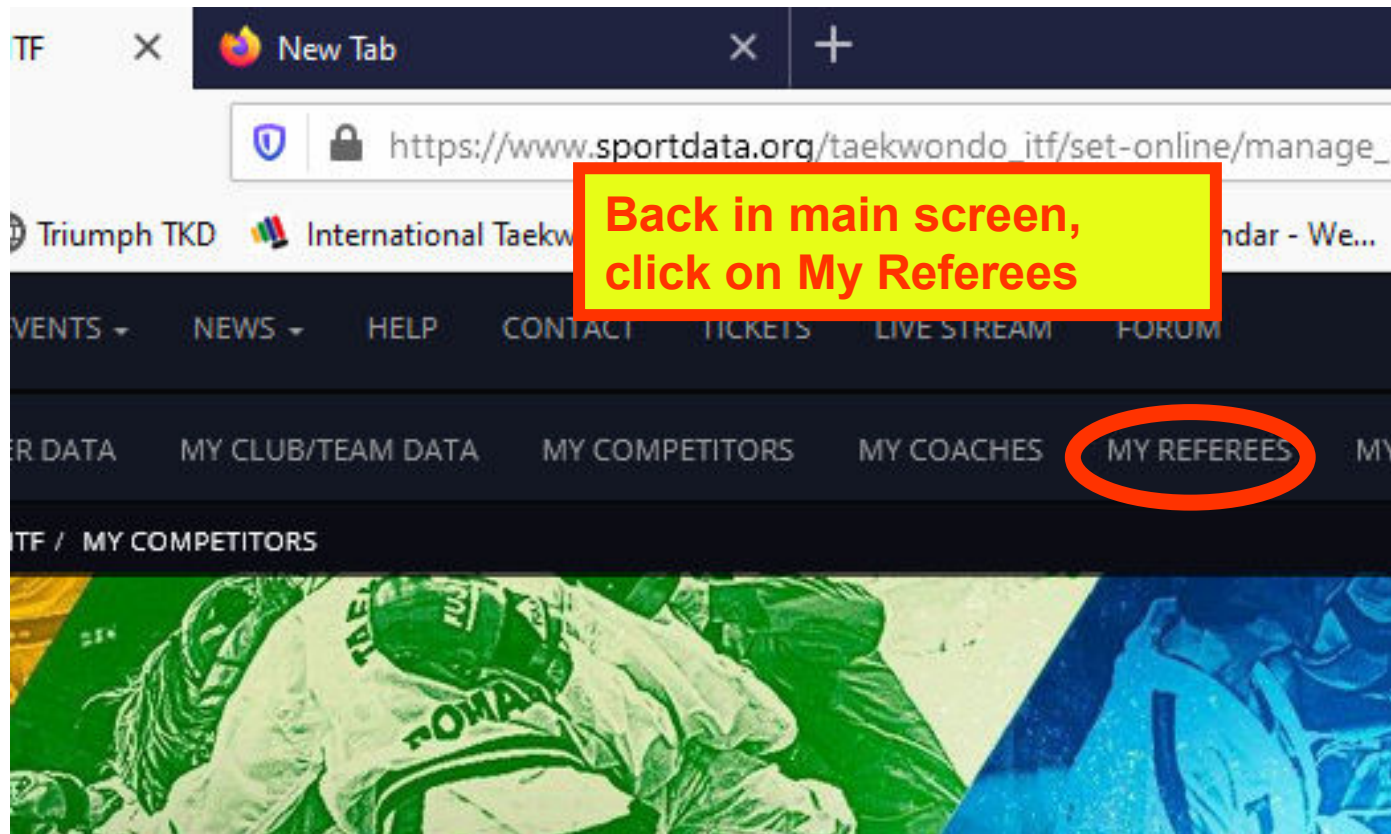 TF New Tab
https://www.sportdata.org/taekwondo_itf/set-online/manage_
Triumph TKD International Taekw ndar - We...
Back in main screen,
click on My Referees
VENTS NEWS HELP CONTACT TICKETS LIVE STREAM FORUM
ER DATA MY CLUB/TEAM DATA MY COMPETITORS MY COACHES MY REFEREES MY
ITF / MY COMPETITORS